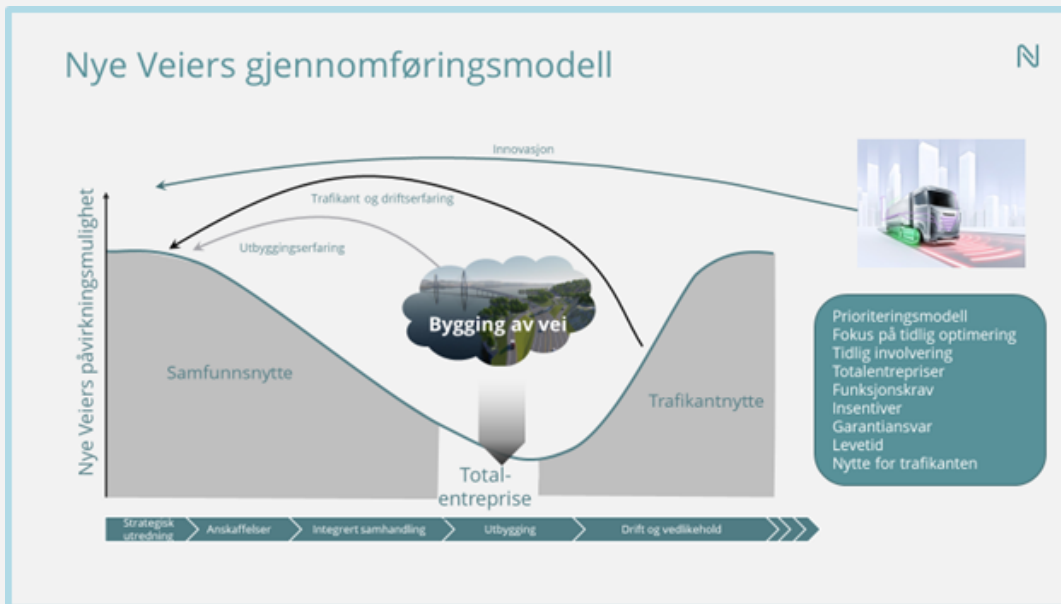 Nye Veiers gjennomføringsmodell
Innovasjon
Trafikant og driftserfaring
Utbyggingserfaring
Nye Veiers påvirkningsmulighet
Bygging av vei
Samfunnsnytte
Trafikantnytte
Total-
entreprise
Prioriteringsmodell
Fokus på tidlig optimering
Tidlig involvering
Totalentrepriser
Funksjonskrav
Insentiver
Garantiansvar
Levetid
Nytte for trafikanten
Strategisk
utredning
Anskaffelser
Integrert samhandling
Utbygging
Drift og vedlikehold